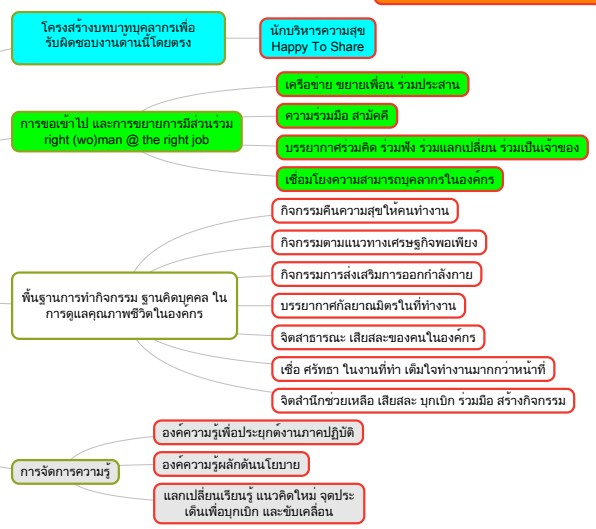 โครงสร้างบทบาทบุคลากรเพื่อ
รับผิดชอบงานด้านนี้โดยตรง
นักบริหารความสุข
Happy To Share
การขอเข้าไป และการขยายการมีส่วนร่วม
right (wo)man @ the right job
เครือข่าย ขยายเพื่อน ร่วมประสาน
ความร่วมมือ สามัคคี
บรรยากาศร่วมคิด ร่วมฟัง ร่วมแลกเปลี่ยน ร่วมเป็นเจ้าของ
เชื่อมโยงความสามารถบุคลากรในองค์กร
พื้นฐานการทำกิจกรรม ฐานคิดบุคคล ใน
การดูแลคุณภาพชีวิตในองค์กร
กิจกรรมคืนความสุขให้คนทำงาน
กิจกรรมตามแนวทางเศรษฐกิจพอเพียง
กิจกรรมการส่งเสริมการออกกำลังกาย
บรรยากาศกัลยาณมิตรในที่ทำงาน
จิตสาธารณะ เสียสละของคนในองค์กร
เชื่อ ศรัทธา ในงานที่ทำ เต็มใจทำงานมากกว่าหน้าที่
จิตสำนึกช่วยเหลือ เสียสละ บุกเบิก ร่วมมือ สร้างกิจกรรม
การจัดการความรู้
องค์ความรู้เพื่อประยุกต์งานภาคปฏิบัติ
องค์ความรู้ผลักดันนโยบาย
แลกเปลี่ยนเรียนรู้ แนวคิดใหม่ จุดประ
เด็นเพื่อบุกเบิก และขับเคลื่อน